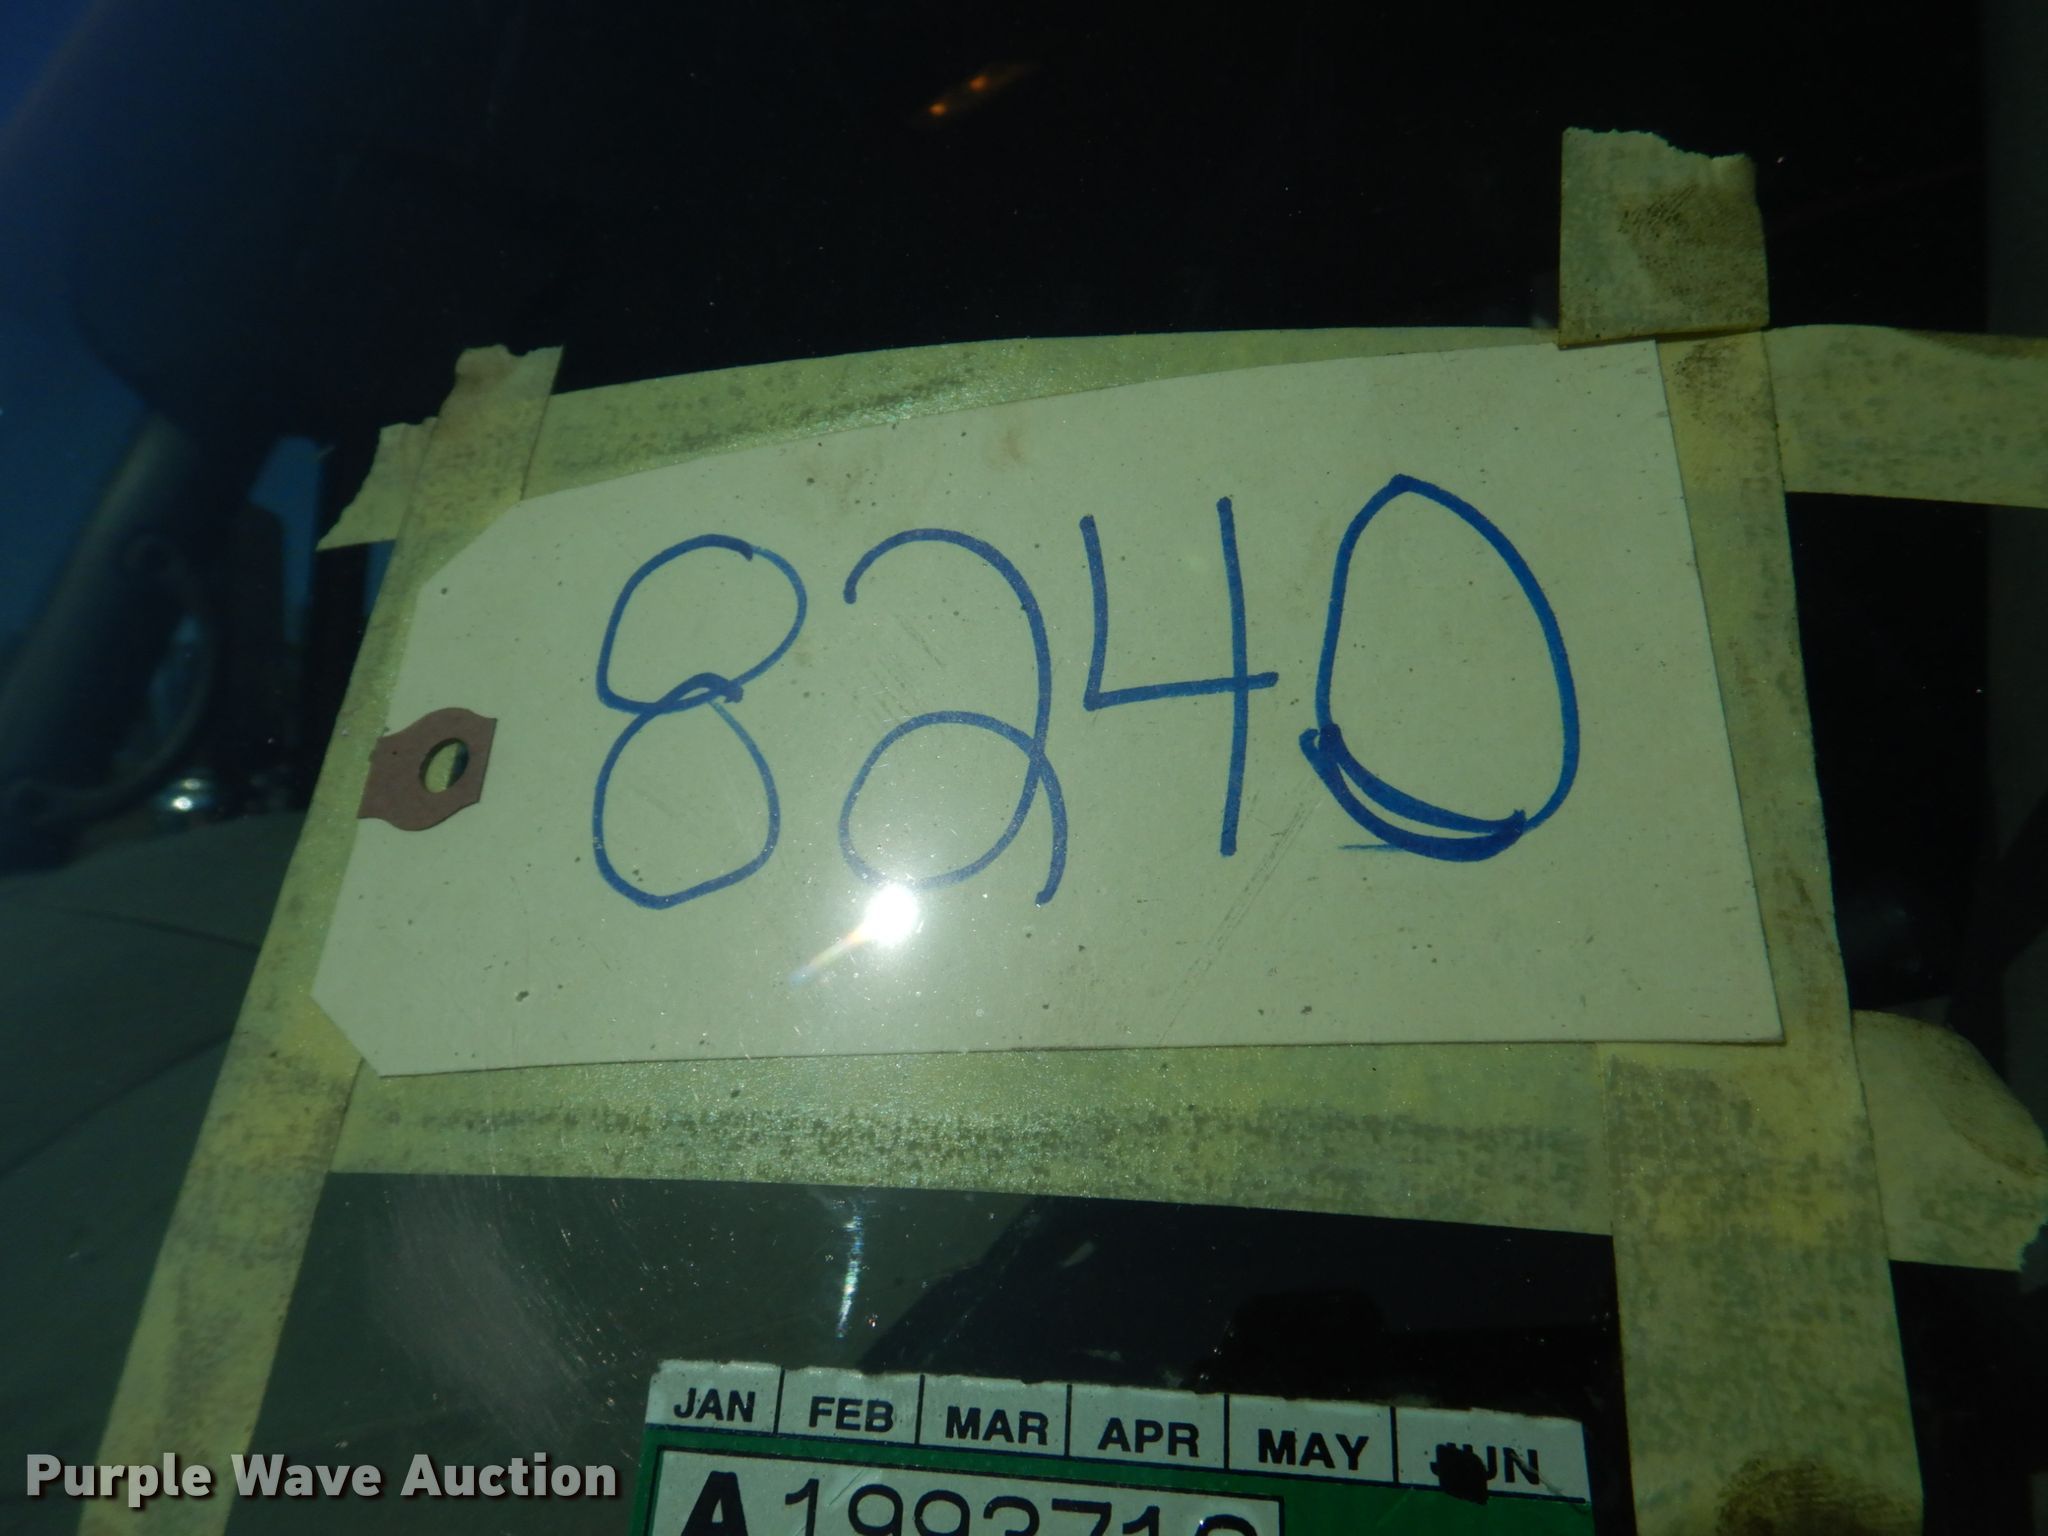 8240
JAN FEB MAR APR MAY JUN
Purple Wave Auction